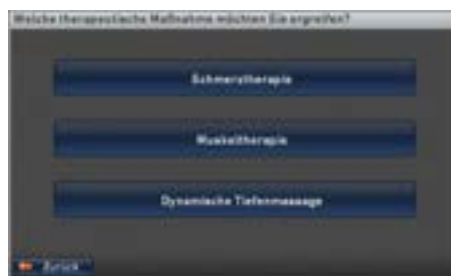 Welche therapeutische Maßnahme möchten Sie ergreifen?
Schmerztherapie
Muskeltherapie
Dynamische Tiefenmassage
Zurück